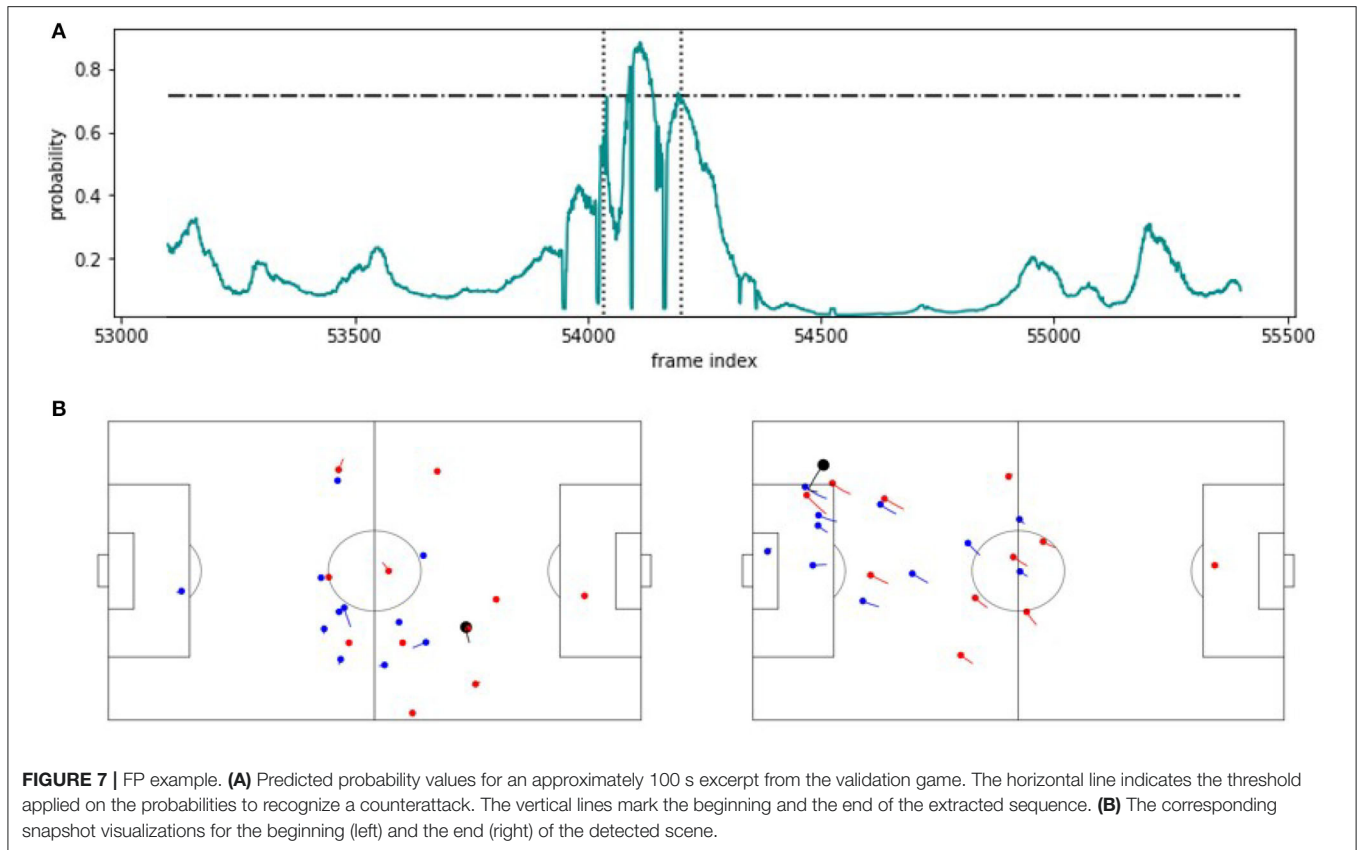 A
0.8
0.6
0.4
0.2
probability
53000 53500 54000 54500 55000 55500
frame index
B
FIGURE 7 | FP example. (A) Predicted probability values for an approximately 100 s excerpt from the validation game. The horizontal line indicates the threshold
applied on the probabilities to recognize a counterattack. The vertical lines mark the beginning and the end of the extracted sequence. (B) The corresponding
snapshot visualizations for the beginning (left) and the end (right) of the detected scene.